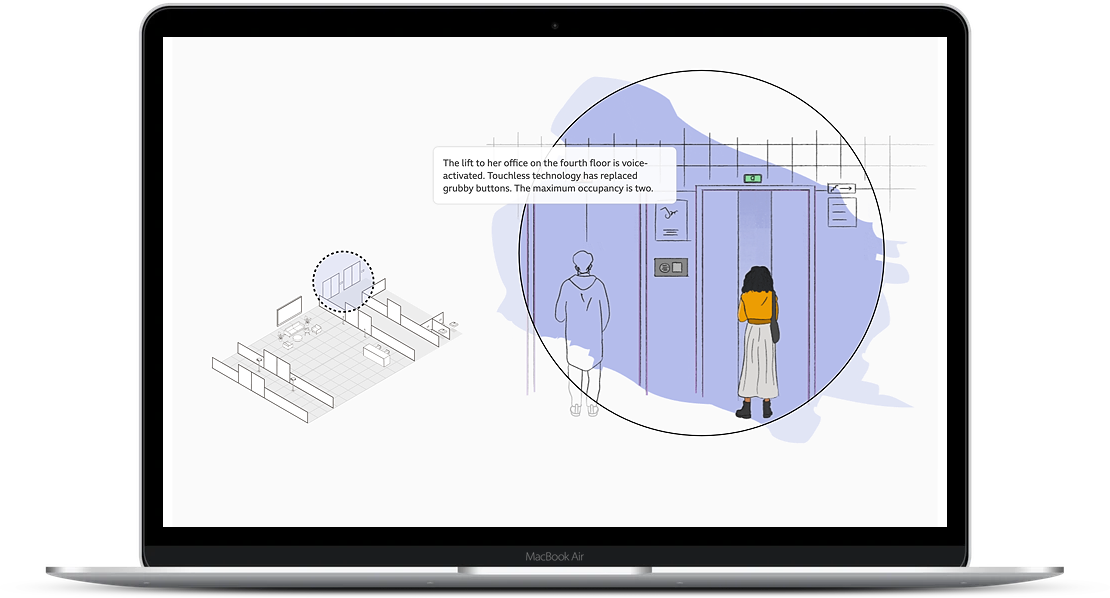 The lift to her office on the fourth floor is voice-
activated. Touchless technology has replaced
grubby buttons. The maximum occupancy is two.
MacBook Air